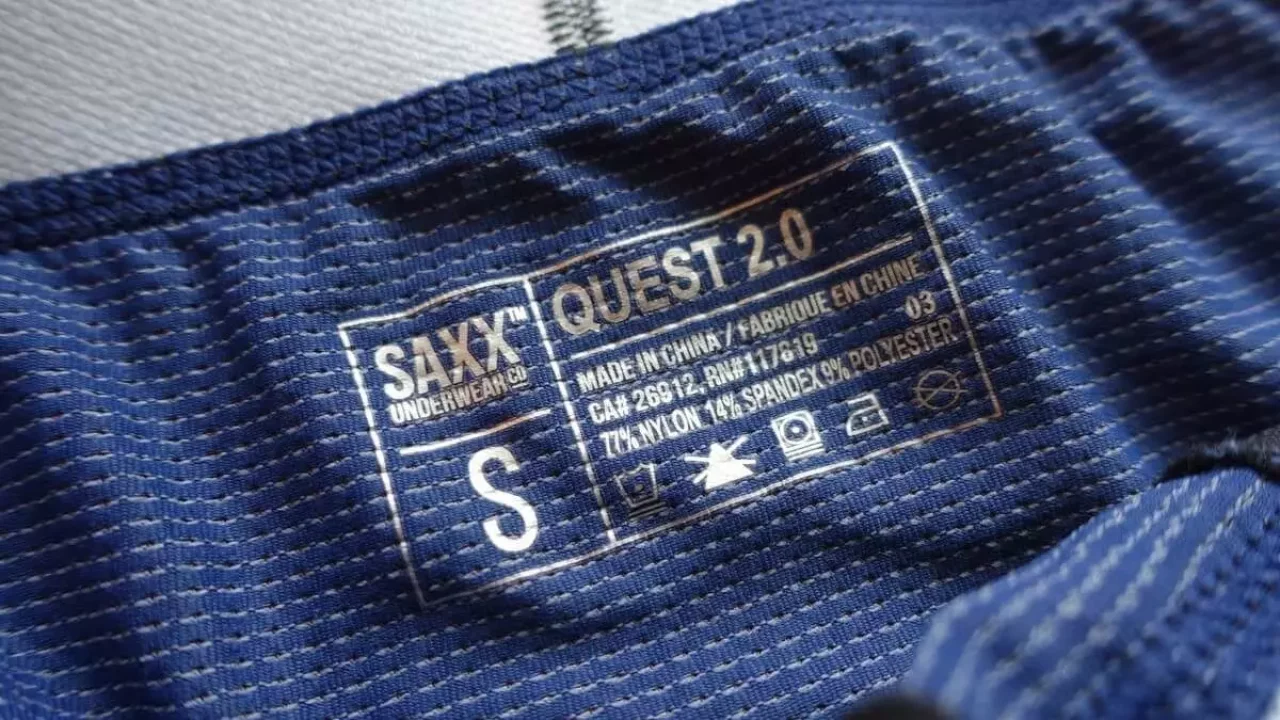 SAXX™
UNDERWEAR CO
S
QUEST 2.0
MADE IN CHINA / FABRIQUE EN CHINE
CA# 26912, RN#117619 03
77% NYLON 14% SPANDEX 9% POLYESTER